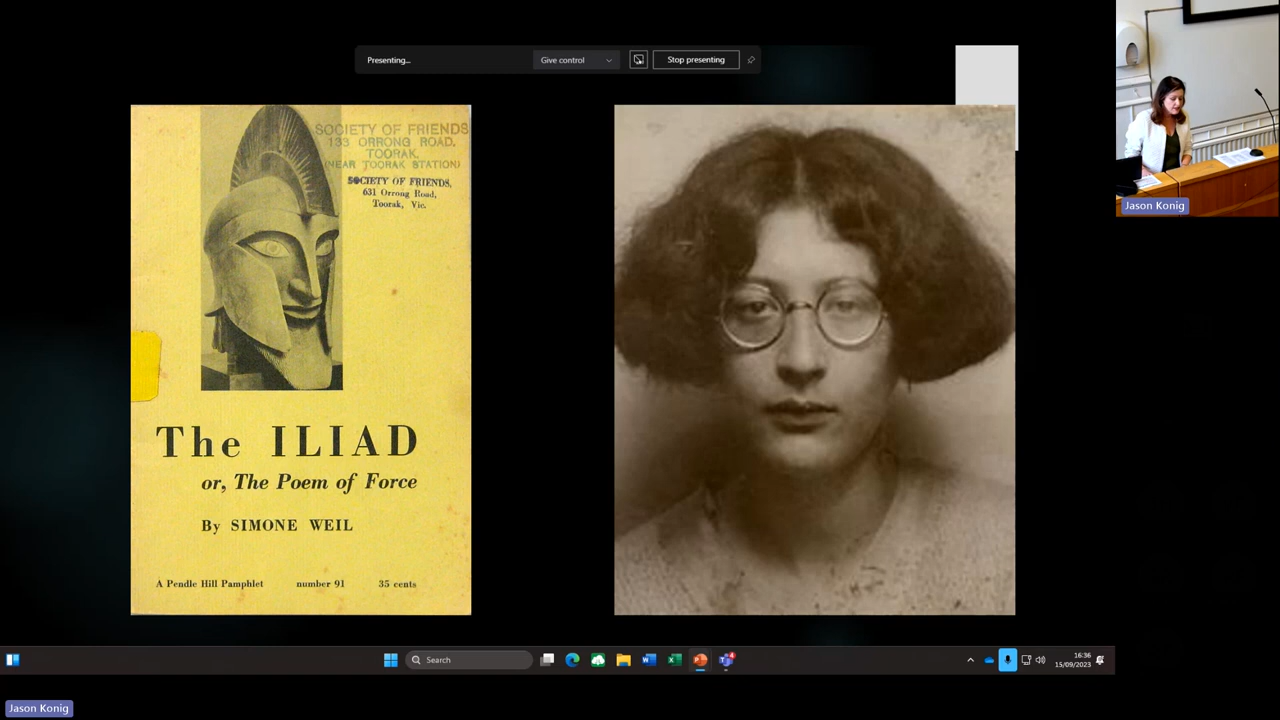 Presenting...
Give control
Stop presenting
SOCIETY OF FRIENDS
133 ORRONG ROAD,
TOORAK.
(NEAR TOORAK STATION)
SOCIETY OF FRIENDS,
631 Orrong Road,
Toorak, Vic.
The ILIAD
or, The Poem of Force
By SIMONE WEIL
A Pendle Hill Pamphlet number 91 35 cents
Jason Konig
Search
4
16:36
15/09/2023
Jason Konig